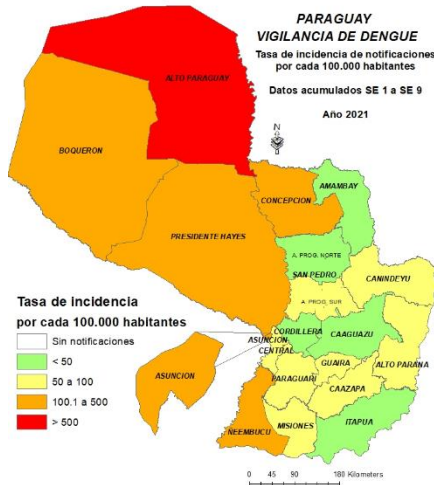 PARAGUAY
VIGILANCIA DE DENGUE
Tasa de incidencia de notificaciones
por cada 100.000 habitantes
Datos acumulados SE 1 a SE 9
Año 2021
N
ALTO PARAGUAY
BOQUERON
CONCEPCION
AMAMBAY
PRESIDENTE HAYES
A. PROG. NORTE
SAN PEDRO
CANINDEYU
A. PROG. SUR
CORDILLERA
CAAGUAZU
ASUNCION
CENTRAL
GUAIRA
ALTO PARANA
PARAGUARI
CAAZAPA
ASUNCION
NEEMBUCU
MISIONES
ITAPUA
Tasa de incidencia
por cada 100.000 habitantes
Sin notificaciones
< 50
50 a 100
100.1 a 500
> 500
0 45 90 180 Kilometers